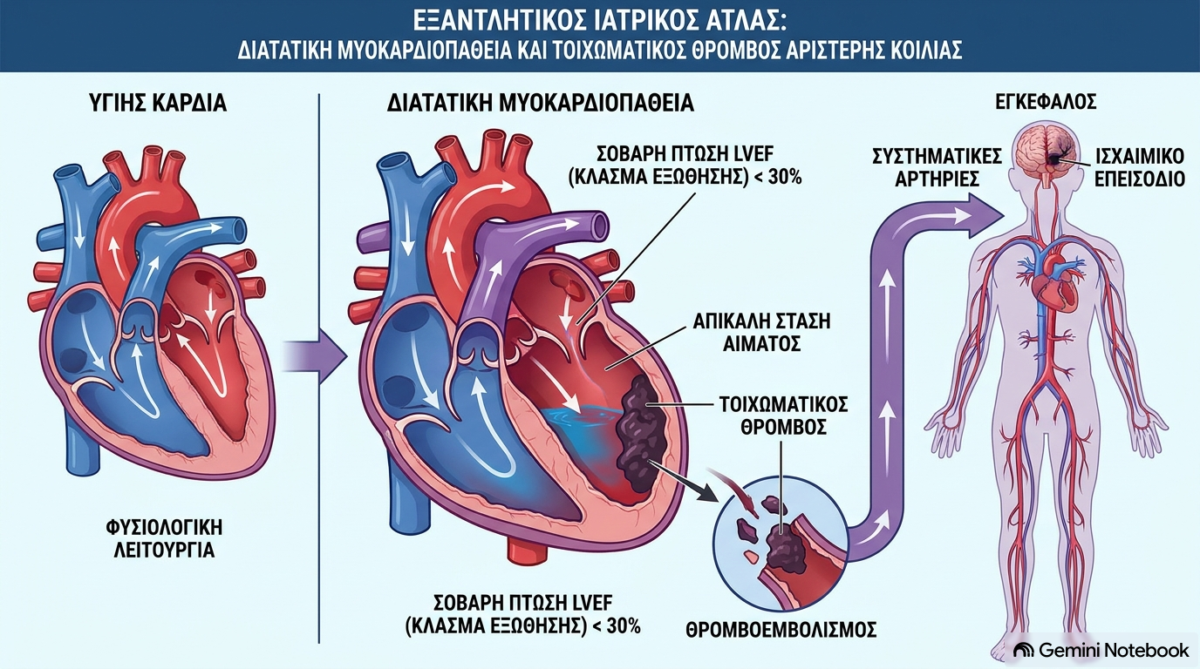 ΕΞΑΝΤΛΗΤΙΚΟΣ ΙΑΤΡΙΚΟΣ ΑΤΛΑΣ:
ΔΙΑΤΑΤΙΚΗ ΜΥΟΚΑΡΔΙΟΠΑΘΕΙΑ ΚΑΙ ΤΟΙΧΩΜΑΤΙΚΟΣ ΘΡΟΜΒΟΣ ΑΡΙΣΤΕΡΗΣ ΚΟΙΛΙΑΣ
ΥΓΙΗΣ ΚΑΡΔΙΑ
ΦΥΣΙΟΛΟΓΙΚΗ
ΛΕΙΤΟΥΡΓΙΑ
ΔΙΑΤΑΤΙΚΗ ΜΥΟΚΑΡΔΙΟΠΑΘΕΙΑ
ΣΟΒΑΡΗ ΠΤΩΣΗ LVEF
(ΚΛΑΣΜΑ ΕΞΩΘΗΣΗΣ) < 30%
ΑΠΙΚΑΛΗ ΣΤΑΣΗ
ΑΙΜΑΤΟΣ
ΤΟΙΧΩΜΑΤΙΚΟΣ
ΘΡΟΜΒΟΣ
ΣΟΒΑΡΗ ΠΤΩΣΗ LVEF
(ΚΛΑΣΜΑ ΕΞΩΘΗΣΗΣ) < 30%
ΘΡΟΜΒΟΕΜΒΟΛΙΣΜΟΣ
ΕΓΚΕΦΑΛΟΣ
ΣΥΣΤΗΜΑΤΙΚΕΣ
ΑΡΤΗΡΙΕΣ
ΙΣΧΑΙΜΙΚΟ
ΕΠΕΙΣΟΔΙΟ
Gemini Notebook